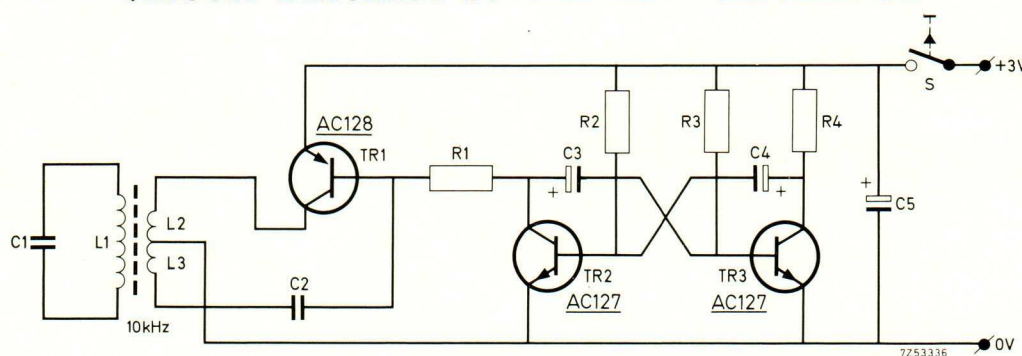 S
+3V
R2
R3
R4
AC128
TR1
R1
C3
C4
+
+
+
C5
C1
L1
L2
L3
C2
TR2
TR3
AC127
AC127
10kHz
7Z53336
0V